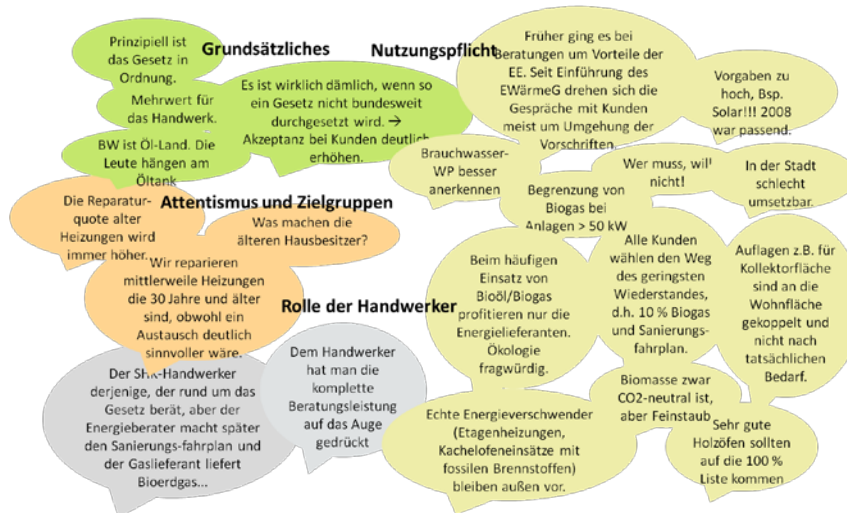 Grundsätzliches
Prinzipiell ist
das Gesetz in
Ordnung.
Mehrwert für
das Handwerk.
BW ist Öl-Land. Die
Leute hängen am
Öltank
Es ist wirklich dämlich, wenn so
ein Gesetz nicht bundesweit
durchgesetzt wird. →
Akzeptanz bei Kunden deutlich
erhöhen.
Attentismus und Zielgruppen
Die Reparatur-
quote alter
Heizungen wird
immer höher.
Was machen die
älteren Hausbesitzer?
Wir reparieren
mittlerweile Heizungen
die 30 Jahre und älter
sind, obwohl ein
Austausch deutlich
sinnvoller wäre.
Rolle der Handwerker
Der SHK-Handwerker
derjenige, der rund um das
Gesetz berät, aber der
Energieberater macht später
den Sanierungs-fahrplan und
der Gaslieferant liefert
Bioerdgas...
Dem Handwerker
hat man die
komplette
Beratungsleistung
auf das Auge
gedrückt
Nutzungspflicht
Früher ging es bei
Beratungen um Vorteile der
EE. Seit Einführung des
EWärmeG drehen sich die
Gespräche mit Kunden
meist um Umgehung der
Vorschriften.
Vorgaben zu
hoch, Bsp.
Solar!!! 2008
war passend.
Brauchwasser-
WP besser
anerkennen
Wer muss, will
nicht!
In der Stadt
schlecht
umsetzbar.
Begrenzung von
Biogas bei
Anlagen > 50 kW
Beim häufigen
Einsatz von
Bioöl/Biogas
profitieren nur die
Energielieferanten.
Ökologie
fragwürdig.
Alle Kunden
wählen den Weg
des geringsten
Wiederstandes,
d.h. 10 % Biogas
und Sanierungs-
fahrplan.
Auflagen z.B. für
Kollektorfläche
sind an die
Wohnfläche
gekoppelt und
nicht nach
tatsächlichen
Bedarf.
Biomasse zwar
CO2-neutral ist,
aber Feinstaub
Echte Energieverschwender
(Etagenheizungen,
Kachelofeneinsätze mit
fossilen Brennstoffen)
bleiben außen vor.
Sehr gute
Holzöfen sollten
auf die 100 %
Liste kommen